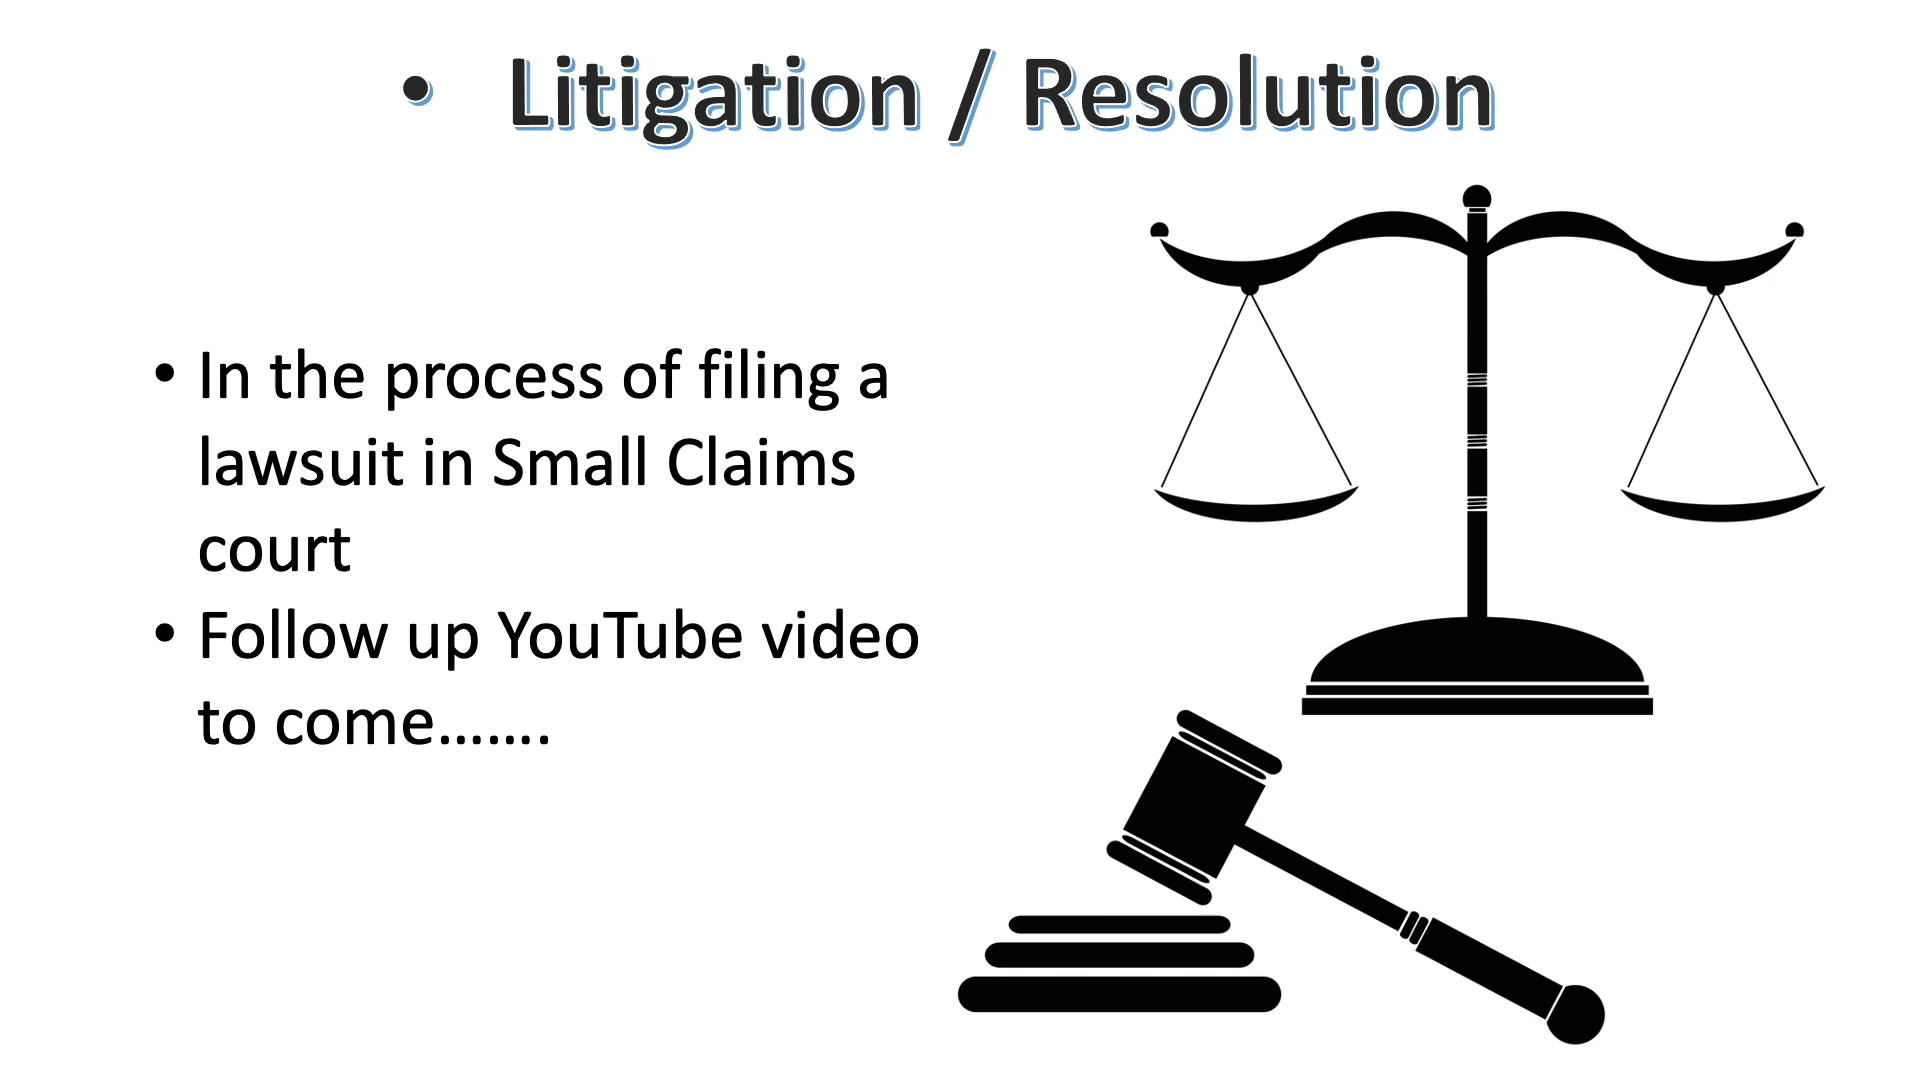 • Litigation / Resolution
• In the process of filing a
lawsuit in Small Claims
court
• Follow up YouTube video
to come…….